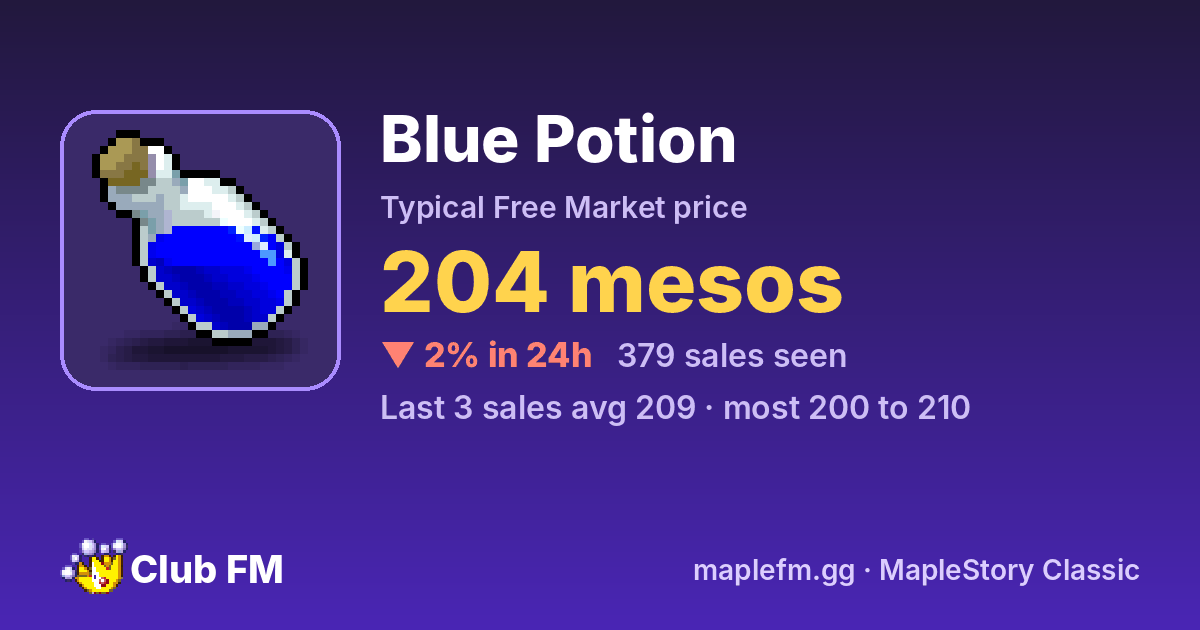 Blue Potion
Typical Free Market price
204 mesos
▼ 2% in 24h 379 sales seen
Last 3 sales avg 209 · most 200 to 210
Club FM
maplefm.gg · MapleStory Classic